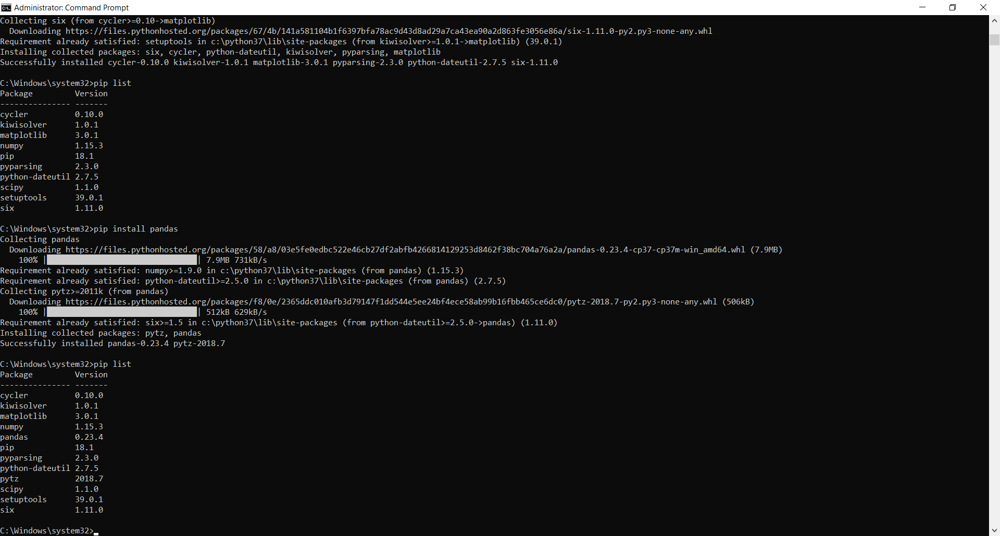 Administrator: Command Prompt
Collecting six (from cycler>=0.10->matplotlib)
  Downloading https://files.pythonhosted.org/packages/67/4b/141a581104b1f6397bfa78ac9d43d8ad29a7ca43ea90a2d863fe3056e86a/six-1.11.0-py2.py3-none-any.whl
Requirement already satisfied: setuptools in c:\python37\lib\site-packages (from kiwisolver>=1.0.1->matplotlib) (39.0.1)
Installing collected packages: six, cycler, python-dateutil, kiwisolver, pyparsing, matplotlib
Successfully installed cycler-0.10.0 kiwisolver-1.0.1 matplotlib-3.0.1 pyparsing-2.3.0 python-dateutil-2.7.5 six-1.11.0

C:\Windows\system32>pip list
Package         Version
--------------- -------
cycler          0.10.0
kiwisolver      1.0.1
matplotlib      3.0.1
numpy           1.15.3
pip             18.1
pyparsing       2.3.0
python-dateutil 2.7.5
scipy           1.1.0
setuptools      39.0.1
six             1.11.0

C:\Windows\system32>pip install pandas
Collecting pandas
  Downloading https://files.pythonhosted.org/packages/58/a8/03e5fe0edbc522e46cb27df2abfb4266814129253d8462f38bc704a76a2a/pandas-0.23.4-cp37-cp37m-win_amd64.whl (7.9MB)
    100% |████████████████████████████████| 7.9MB 731kB/s
Requirement already satisfied: numpy>=1.9.0 in c:\python37\lib\site-packages (from pandas) (1.15.3)
Requirement already satisfied: python-dateutil>=2.5.0 in c:\python37\lib\site-packages (from pandas) (2.7.5)
Collecting pytz>=2011k (from pandas)
  Downloading https://files.pythonhosted.org/packages/f8/0e/2365ddc010afb3d79147f1dd544e5ee24bf4ece58ab99b16fbb465ce6dc0/pytz-2018.7-py2.py3-none-any.whl (506kB)
    100% |████████████████████████████████| 512kB 629kB/s
Requirement already satisfied: six>=1.5 in c:\python37\lib\site-packages (from python-dateutil>=2.5.0->pandas) (1.11.0)
Installing collected packages: pytz, pandas
Successfully installed pandas-0.23.4 pytz-2018.7

C:\Windows\system32>pip list
Package         Version
--------------- -------
cycler          0.10.0
kiwisolver      1.0.1
matplotlib      3.0.1
numpy           1.15.3
pandas          0.23.4
pip             18.1
pyparsing       2.3.0
python-dateutil 2.7.5
pytz            2018.7
scipy           1.1.0
setuptools      39.0.1
six             1.11.0

C:\Windows\system32>